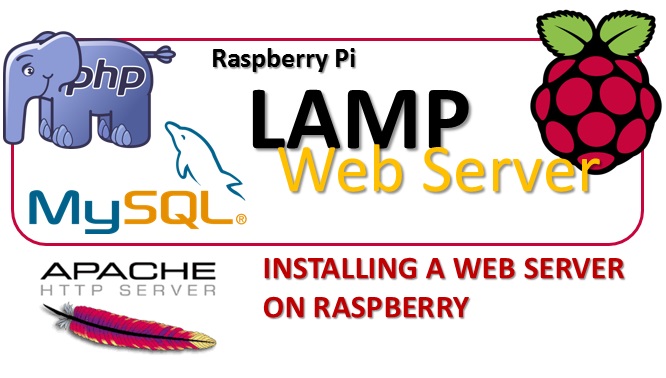 php
Raspberry Pi
LAMP
Web Server
MySQL®
APACHE
HTTP SERVER
INSTALLING A WEB SERVER
ON RASPBERRY